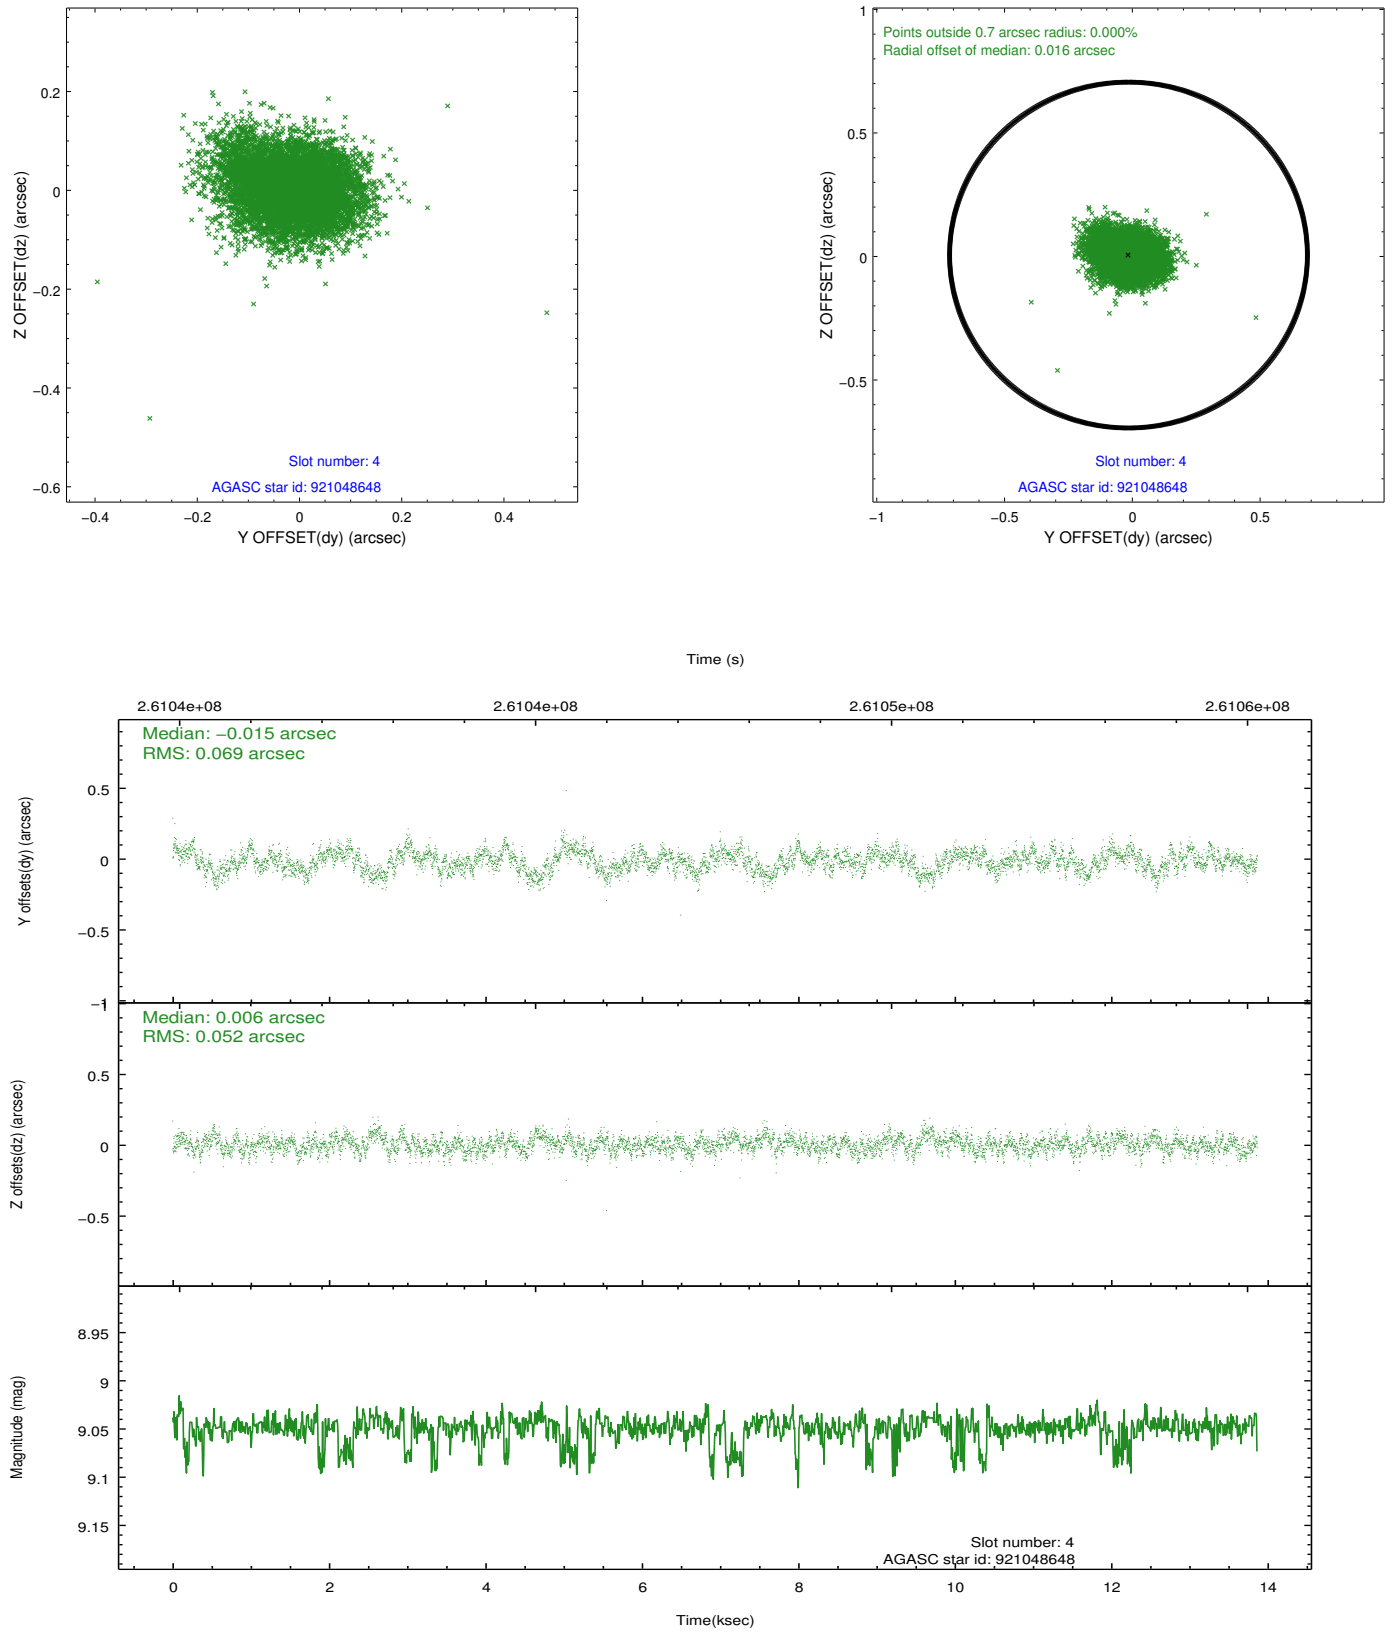 0.2
0
−0.2
−0.4
−0.6
Z OFFSET(dz) (arcsec)
Slot number: 4
AGASC star id: 921048648
−0.4
−0.2
0
0.2
0.4
Y OFFSET(dy) (arcsec)
Points outside 0.7 arcsec radius: 0.000%
Radial offset of median: 0.016 arcsec
1
0.5
0
−0.5
Z OFFSET(dz) (arcsec)
Slot number: 4
AGASC star id: 921048648
−1
−0.5
0
0.5
Y OFFSET(dy) (arcsec)
Time (s)
2.6104e+08
2.6104e+08
2.6105e+08
2.6106e+08
Median: −0.015 arcsec
RMS: 0.069 arcsec
0.5
0
−0.5
−1
Y offsets(dy) (arcsec)
Median: 0.006 arcsec
RMS: 0.052 arcsec
0.5
0
−0.5
Z offsets(dz) (arcsec)
8.95
9
9.05
9.1
9.15
Magnitude (mag)
Slot number: 4
AGASC star id: 921048648
0
2
4
6
8
10
12
14
Time(ksec)